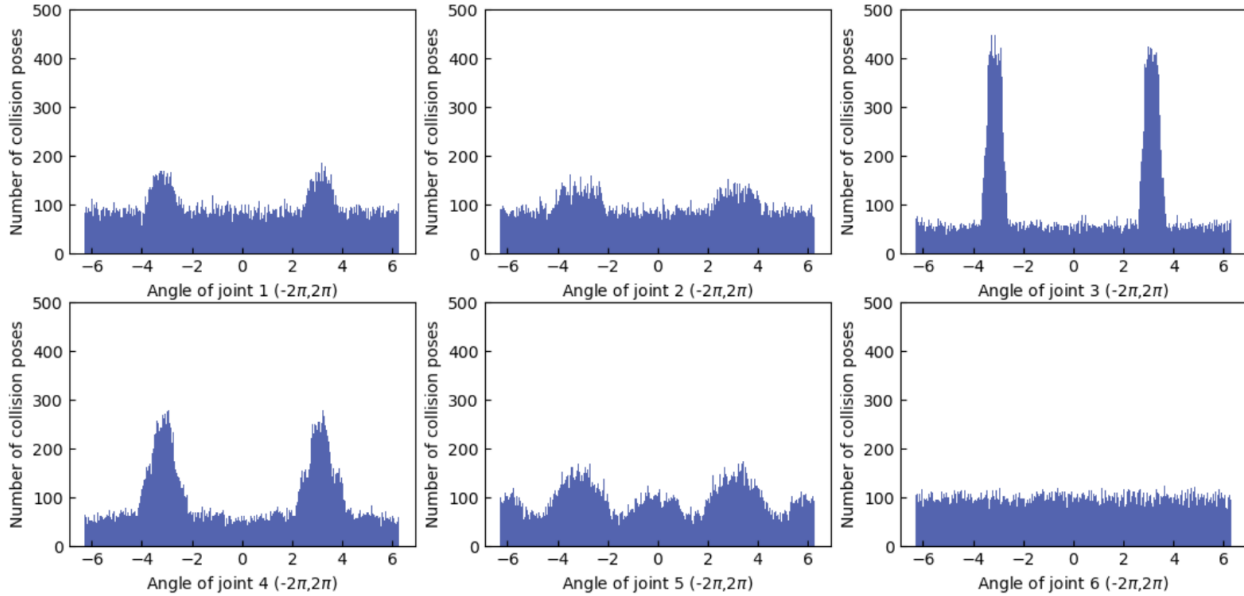 500 500 500
400 400 400
300 300 300
200 200 200
100 100 100
0 0 0
Number of collision poses Number of collision poses Number of collision poses
−6 −4 −2 0 2 4 6 −6 −4 −2 0 2 4 6 −6 −4 −2 0 2 4 6
Angle of joint 1 (-2π,2π) Angle of joint 2 (-2π,2π) Angle of joint 3 (-2π,2π)
500 500 500
400 400 400
300 300 300
200 200 200
100 100 100
0 0 0
Number of collision poses Number of collision poses Number of collision poses
−6 −4 −2 0 2 4 6 −6 −4 −2 0 2 4 6 −6 −4 −2 0 2 4 6
Angle of joint 4 (-2π,2π) Angle of joint 5 (-2π,2π) Angle of joint 6 (-2π,2π)